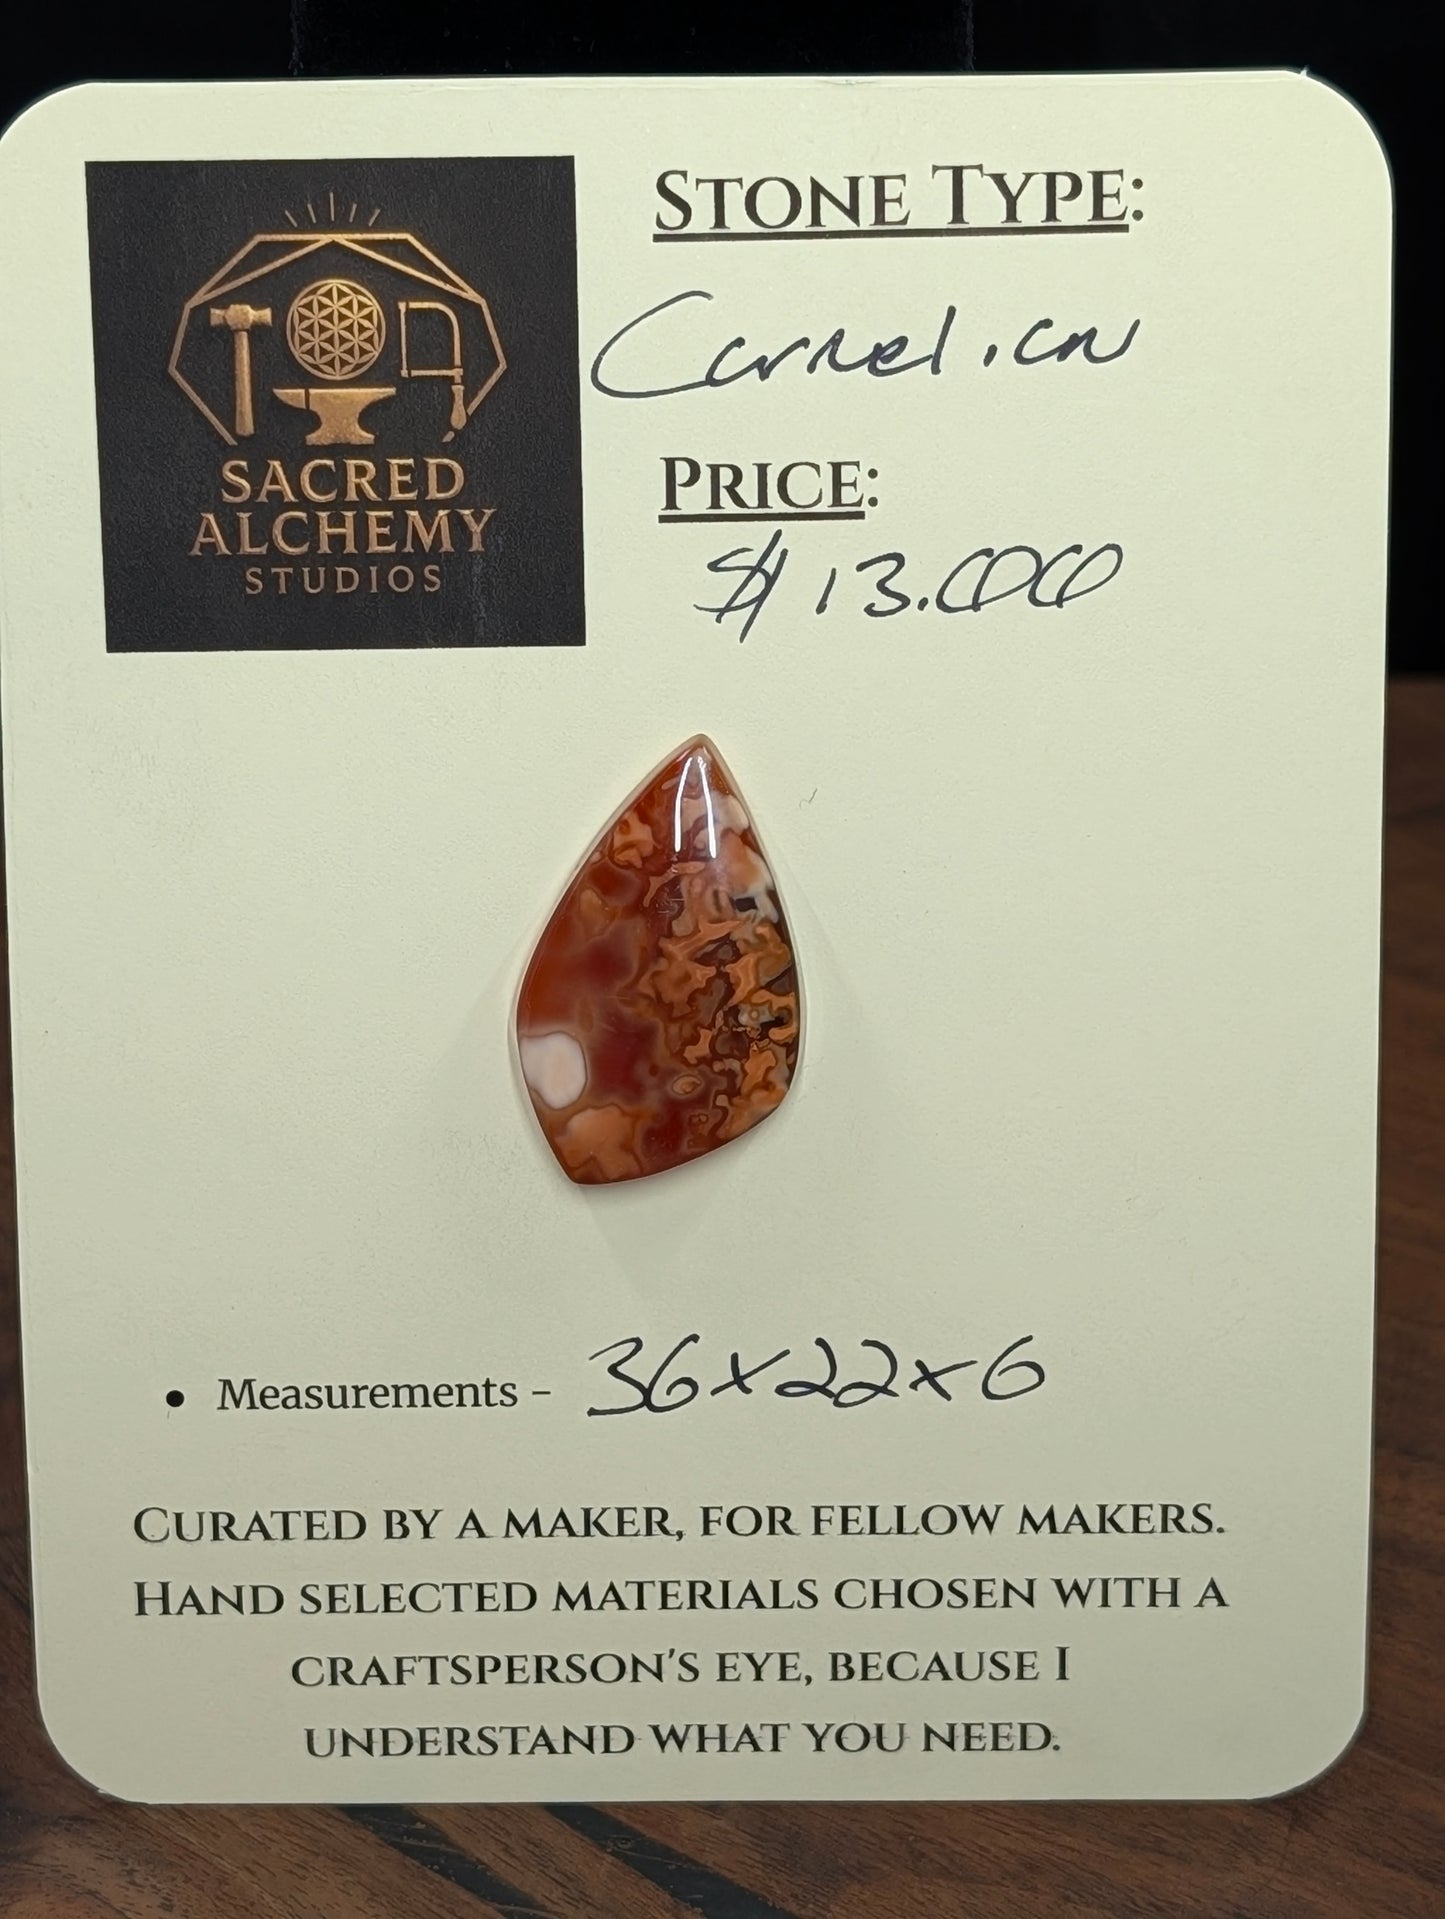 SACRED
ALCHEMY
STUDIOS
STONE TYPE:
Carnelian
PRICE:
$13.00
• Measurements - 36x22x6
CURATED BY A MAKER, FOR FELLOW MAKERS.
HAND SELECTED MATERIALS CHOSEN WITH A
CRAFTSPERSON'S EYE, BECAUSE I
UNDERSTAND WHAT YOU NEED.